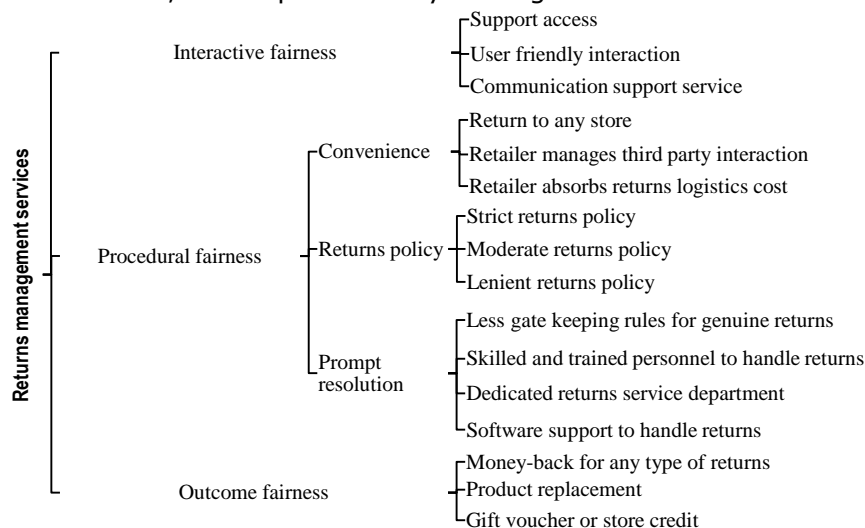 Support access
Interactive fairness
User friendly interaction
Communication support service
Return to any store
Convenience
Retailer manages third party interaction
Retailer absorbs returns logistics cost
Strict returns policy
Returns management services
Procedural fairness
Returns policy
Moderate returns policy
Lenient returns policy
Less gate keeping rules for genuine returns
Prompt
resolution
Skilled and trained personnel to handle returns
Dedicated returns service department
Software support to handle returns
Money-back for any type of returns
Outcome fairness
Product replacement
Gift voucher or store credit